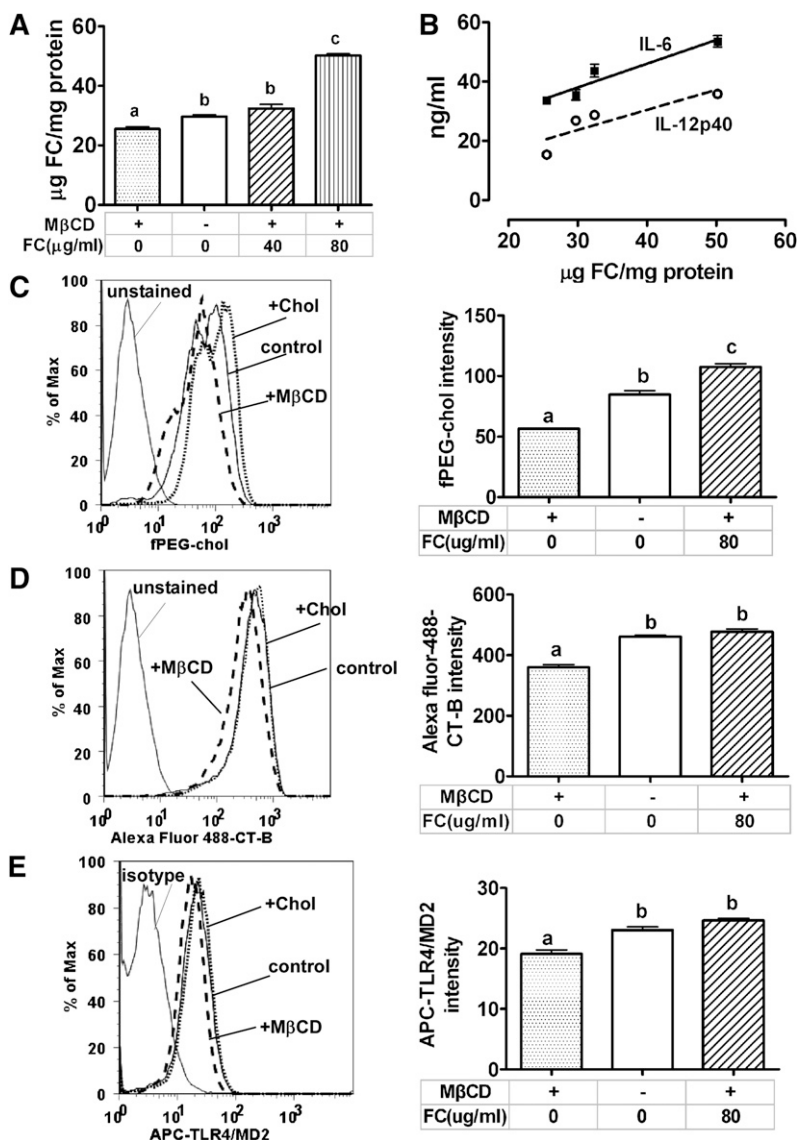 A
µg FC/mg protein
60
40
20
0
a
b
b
c
MβCD + - + +
FC(µg/ml) 0 0 40 80
B
ng/ml
60
40
20
0
IL-6
IL-12p40
20 30 40 50 60
µg FC/mg protein
C
% of Max
100
80
60
40
20
0
unstained
+Chol
control
+MβCD
100 101 102 103
fPEG-chol
fPEG-chol intensity
150
100
50
0
a
b
c
MβCD + - +
FC(ug/ml) 0 0 80
D
% of Max
100
80
60
40
20
0
unstained
+Chol
+MβCD
control
100 101 102 103
Alexa Fluor 488-CT-B
Alexa fluor-488-
CT-B intensity
600
400
200
0
a
b
b
MβCD + - +
FC(ug/ml) 0 0 80
E
% of Max
100
80
60
40
20
0
isotype
+Chol
control
+MβCD
100 101 102 103
APC-TLR4/MD2
APC-TLR4/MD2
intensity
30
20
10
0
a
b
b
MβCD + - +
FC(ug/ml) 0 0 80